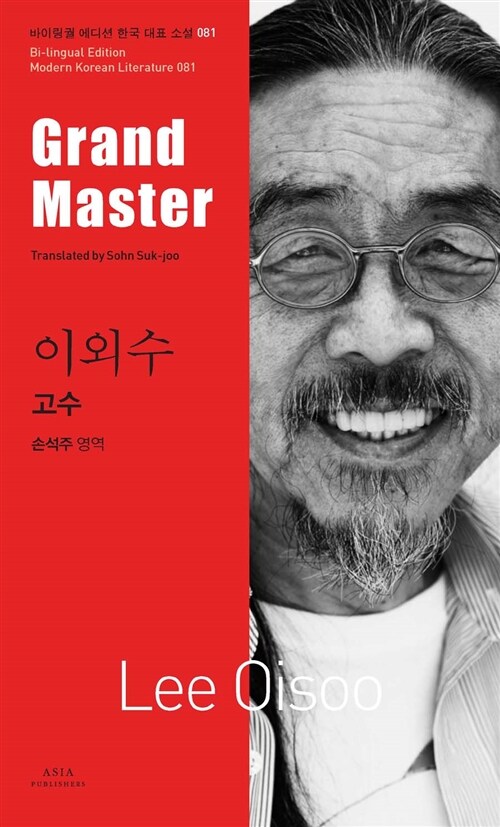 바이링궐 에디션 한국 대표 소설 081
Bi-lingual Edition
Modern Korean Literature 081
Grand
Master
Translated by Sohn Suk-joo
이외수
고수
손석주 영역
Lee Oisoo
ASIA
PUBLISHERS